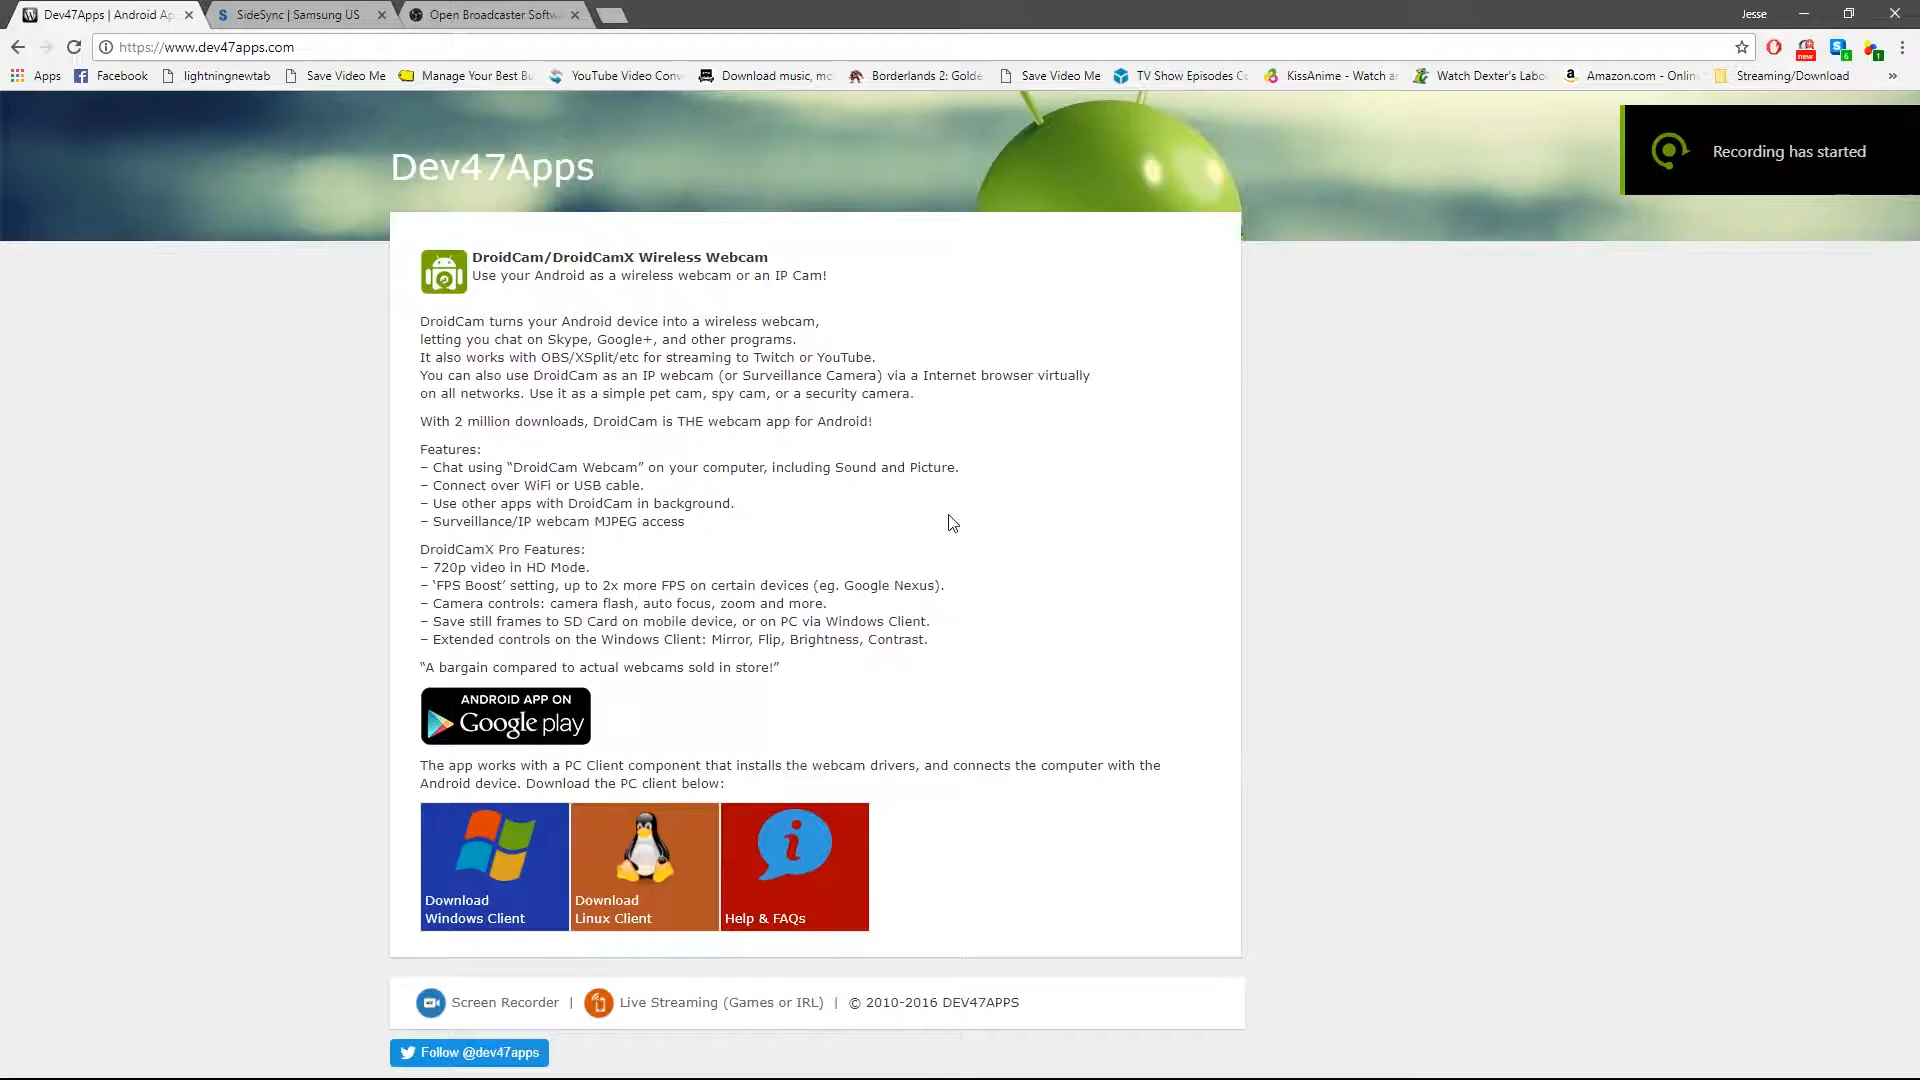 Dev47Apps | Android Ap
SideSync | Samsung US
Open Broadcaster Softw
Jesse
https://www.dev47apps.com
new
6
1
Apps
Facebook
lightningnewtab
Save Video Me
Manage Your Best Bu
YouTube Video Conv
Download music, mo
Borderlands 2: Golde
Save Video Me
TV Show Episodes Co
KissAnime - Watch an
Watch Dexter's Labo
Amazon.com - Onlin
Streaming/Download
»
Dev47Apps
Recording has started
DroidCam/DroidCamX Wireless Webcam
Use your Android as a wireless webcam or an IP Cam!
DroidCam turns your Android device into a wireless webcam,
letting you chat on Skype, Google+, and other programs.
It also works with OBS/XSplit/etc for streaming to Twitch or YouTube.
You can also use DroidCam as an IP webcam (or Surveillance Camera) via a Internet browser virtually
on all networks. Use it as a simple pet cam, spy cam, or a security camera.
With 2 million downloads, DroidCam is THE webcam app for Android!
Features:
– Chat using “DroidCam Webcam” on your computer, including Sound and Picture.
– Connect over WiFi or USB cable.
– Use other apps with DroidCam in background.
– Surveillance/IP webcam MJPEG access
DroidCamX Pro Features:
– 720p video in HD Mode.
– ‘FPS Boost’ setting, up to 2x more FPS on certain devices (eg. Google Nexus).
– Camera controls: camera flash, auto focus, zoom and more.
– Save still frames to SD Card on mobile device, or on PC via Windows Client.
– Extended controls on the Windows Client: Mirror, Flip, Brightness, Contrast.
“A bargain compared to actual webcams sold in store!”
ANDROID APP ON
Google play
The app works with a PC Client component that installs the webcam drivers, and connects the computer with the
Android device. Download the PC client below:
Download
Windows Client
Download
Linux Client
Help & FAQs
Screen Recorder | Live Streaming (Games or IRL) | © 2010-2016 DEV47APPS
Follow @dev47apps